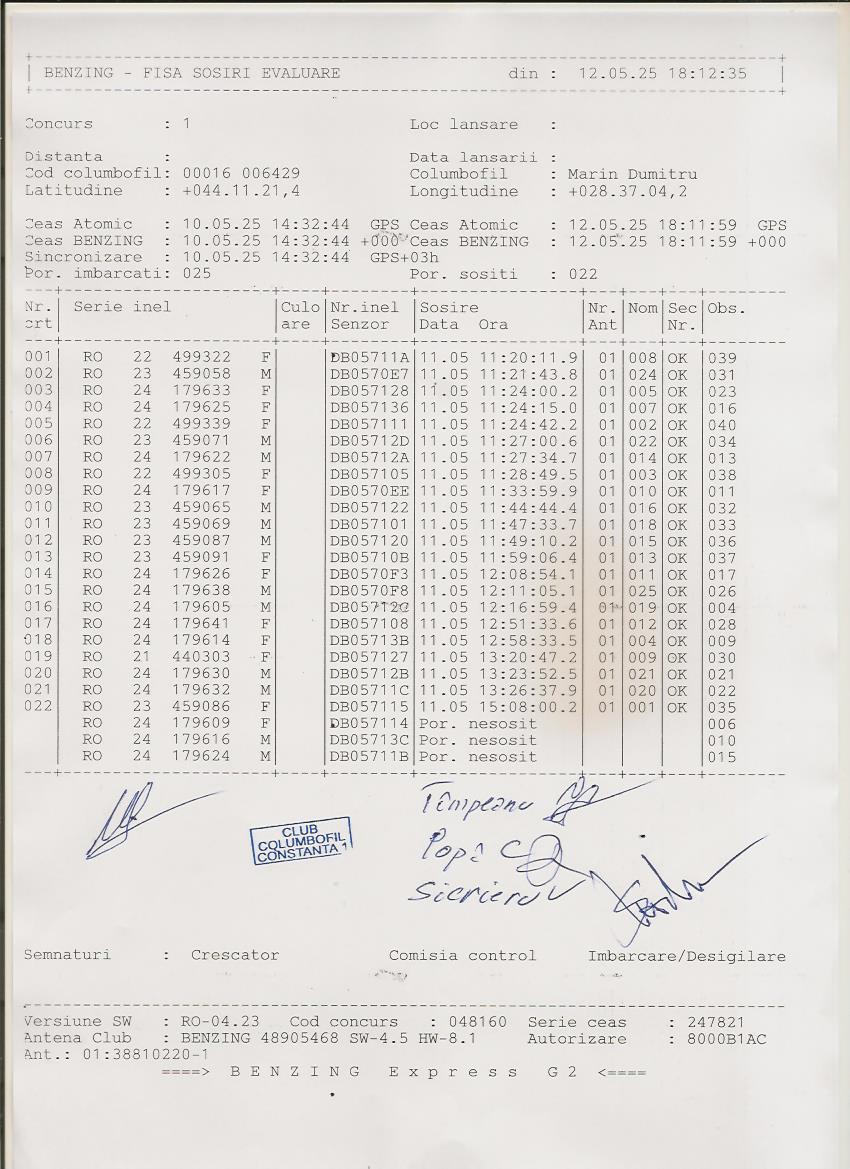 BENZING - FISA SOSIRI EVALUARE din : 12.05.25 18:12:35
Concurs : 1 Loc lansare :
Distanta : Data lansarii :
Cod columbofil: 00016 006429 Columbofil : Marin Dumitru
Latitudine : +044.11.21,4 Longitudine : +028.37.04,2
Ceas Atomic : 10.05.25 14:32:44 GPS Ceas Atomic : 12.05.25 18:11:59 GPS
Ceas BENZING : 10.05.25 14:32:44 +000 Ceas BENZING : 12.05.25 18:11:59 +000
Sincronizare : 10.05.25 14:32:44 GPS+03h
Por. imbarcati: 025 Por. sositi : 022
Nr. Serie inel Culo Nr.inel Sosire Nr. Nom Sec Obs.
crt are Senzor Data Ora Ant Nr.
001 RO 22 499322 F DB05711A 11.05 11:20:11.9 01 008 OK 039
002 RO 23 459058 M DB0570E7 11.05 11:21:43.8 01 024 OK 031
003 RO 24 179633 F DB057128 11.05 11:24:00.2 01 005 OK 023
004 RO 24 179625 F DB057136 11.05 11:24:15.0 01 007 OK 016
005 RO 22 499339 F DB057111 11.05 11:24:42.2 01 002 OK 040
006 RO 23 459071 M DB05712D 11.05 11:27:00.6 01 022 OK 034
007 RO 24 179622 M DB05712A 11.05 11:27:34.7 01 014 OK 013
008 RO 22 499305 F DB057105 11.05 11:28:49.5 01 003 OK 038
009 RO 24 179617 F DB0570EE 11.05 11:33:59.9 01 010 OK 011
010 RO 23 459065 M DB057122 11.05 11:44:44.4 01 016 OK 032
011 RO 23 459069 M DB057101 11.05 11:47:33.7 01 018 OK 033
012 RO 23 459087 M DB057120 11.05 11:49:10.2 01 015 OK 036
013 RO 23 459091 F DB05710B 11.05 11:59:06.4 01 013 OK 037
014 RO 24 179626 F DB0570F3 11.05 12:08:54.1 01 011 OK 017
015 RO 24 179638 M DB0570F8 11.05 12:11:05.1 01 025 OK 026
016 RO 24 179605 M DB05712C 11.05 12:16:59.4 01 019 OK 004
017 RO 24 179641 F DB057108 11.05 12:51:33.6 01 012 OK 028
018 RO 24 179614 F DB05713B 11.05 12:58:33.5 01 004 OK 009
019 RO 21 440303 F DB057127 11.05 13:20:47.2 01 009 OK 030
020 RO 24 179630 M DB05712B 11.05 13:23:52.5 01 021 OK 021
021 RO 24 179632 M DB05711C 11.05 13:26:37.9 01 020 OK 022
022 RO 23 459086 F DB057115 11.05 15:08:00.2 01 001 OK 035
RO 24 179609 F DB057114 Por. nesosit 006
RO 24 179616 M DB05713C Por. nesosit 010
RO 24 179624 M DB05711B Por. nesosit 015
Tîmpeanu
CLUB
COLUMBOFIL
CONSTANTA 1
Popa C
Sicrieru
Semnaturi : Crescator Comisia control Imbarcare/Desigilare
Versiune SW : RO-04.23 Cod concurs : 048160 Serie ceas : 247821
Antena Club : BENZING 48905468 SW-4.5 HW-8.1 Autorizare : 8000B1AC
Ant.: 01:38810220-1
====> B E N Z I N G E x p r e s s G 2 <====